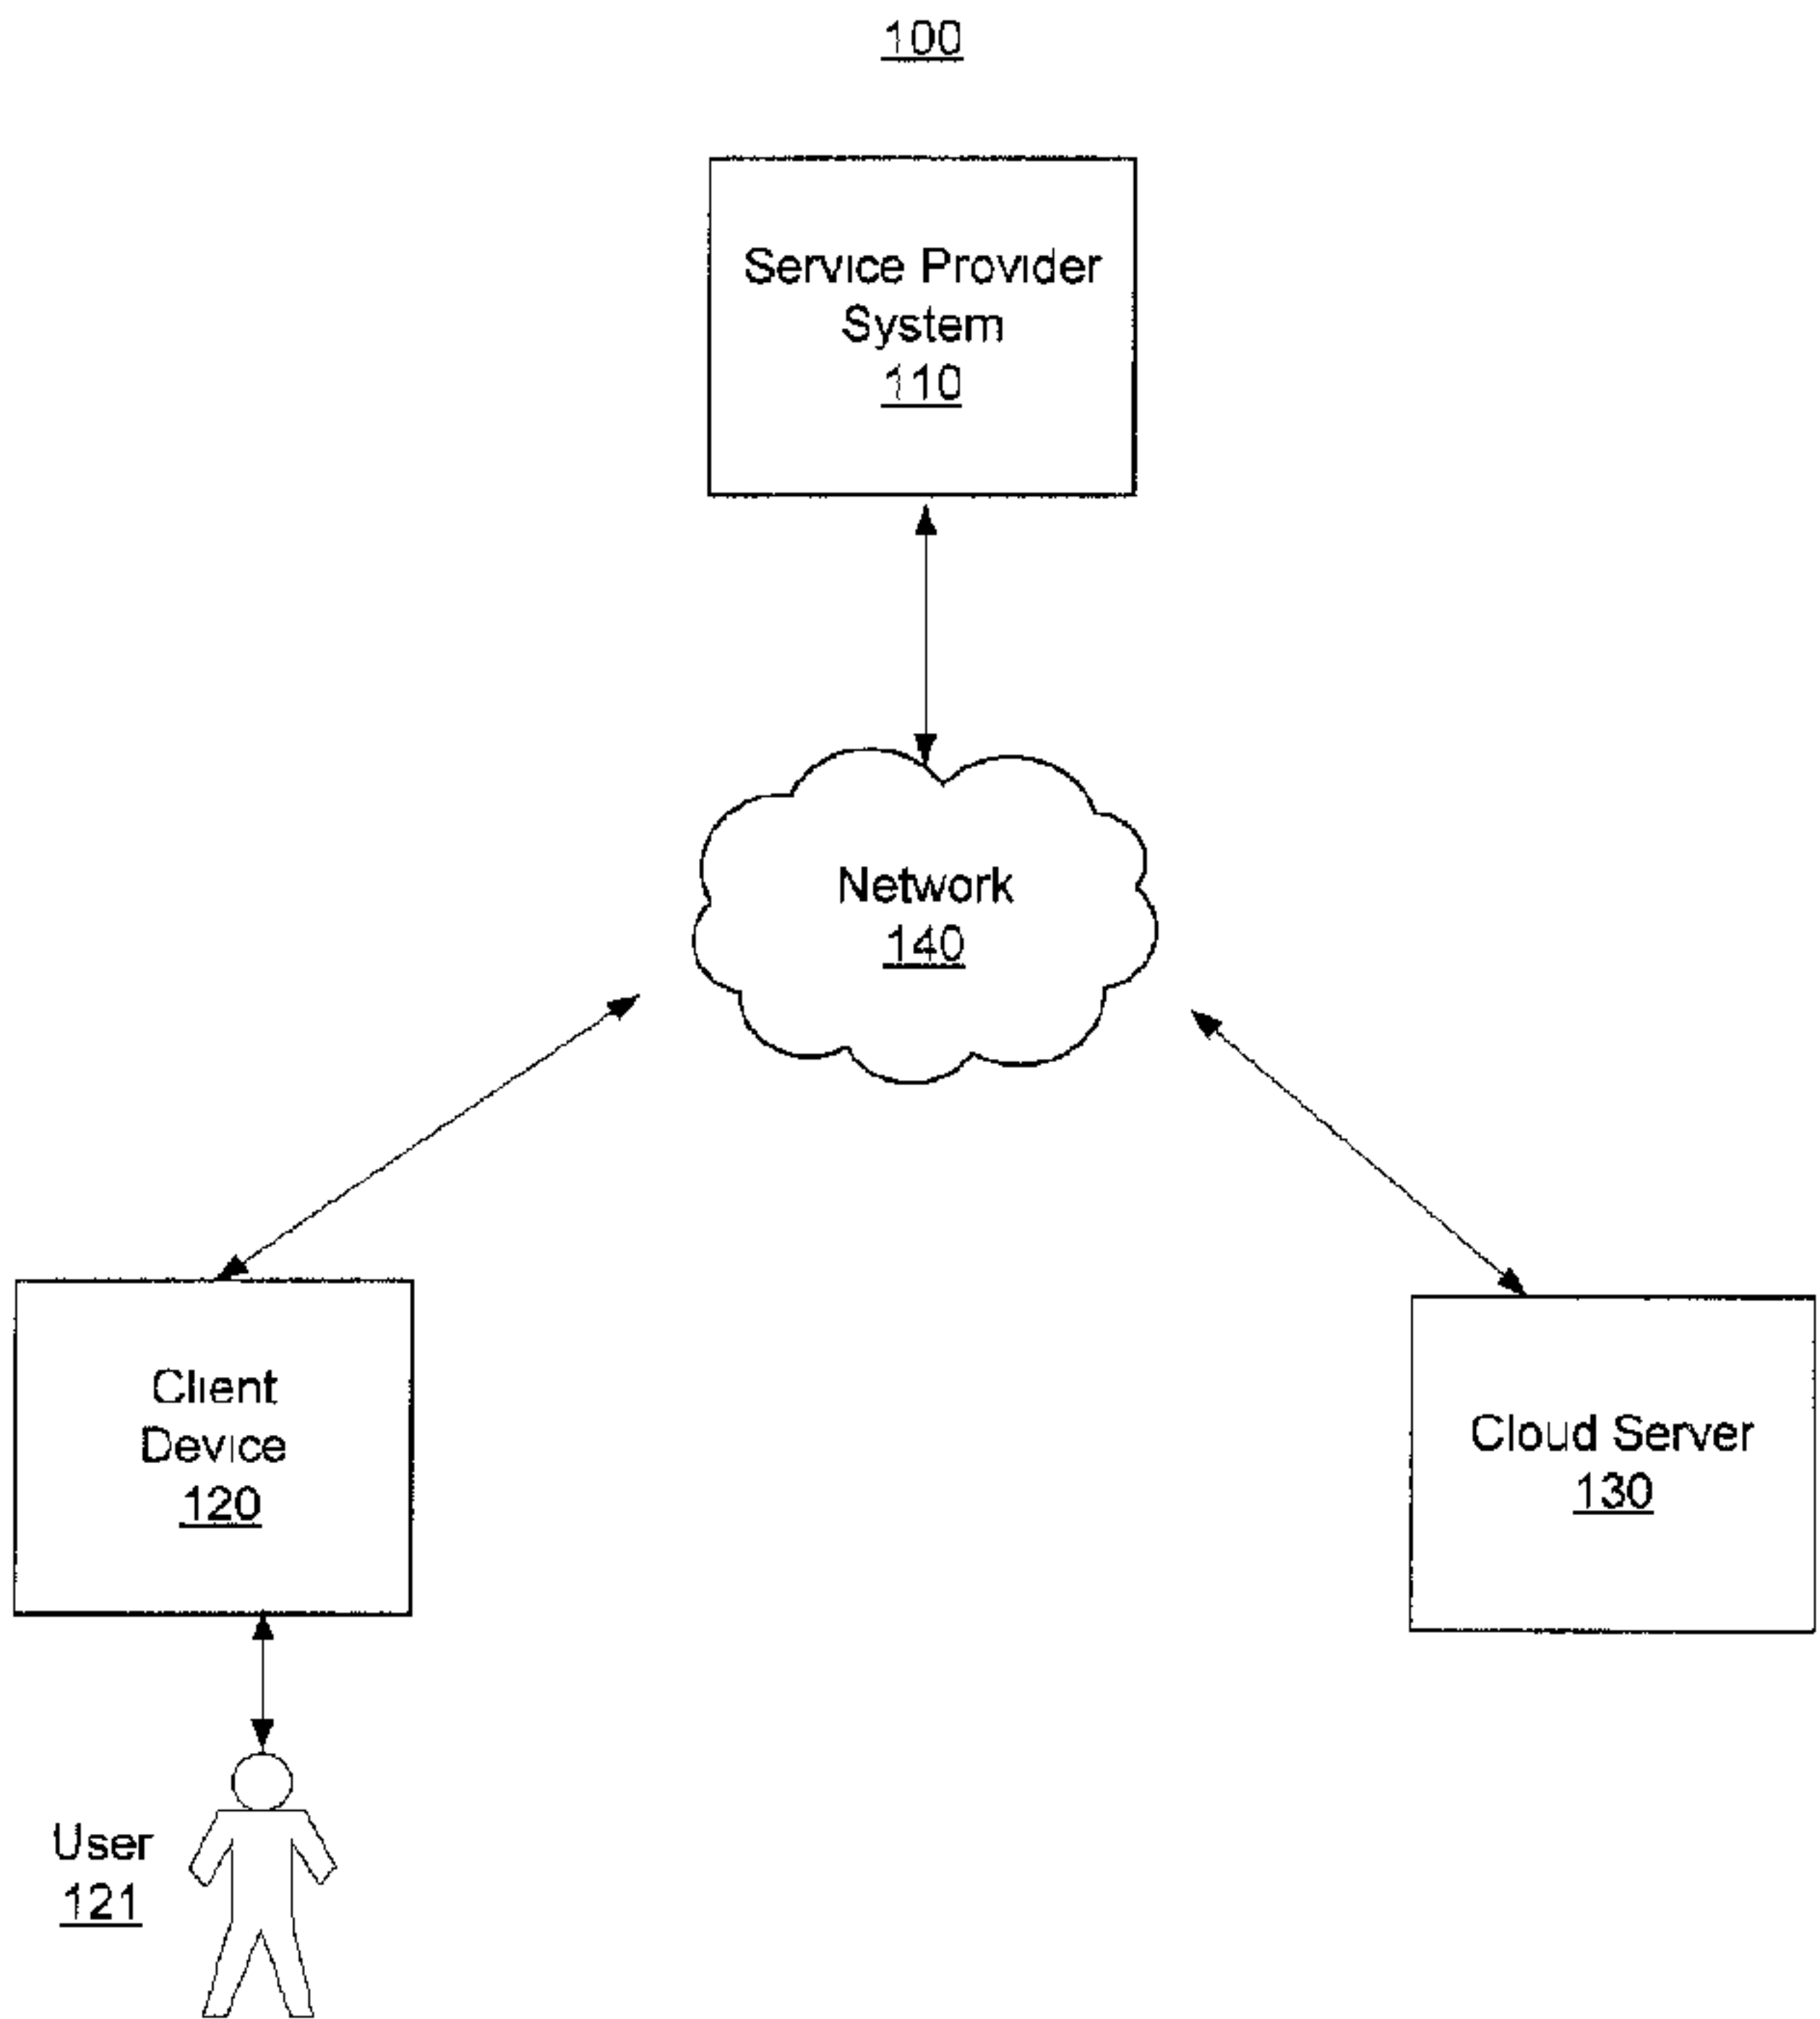 100
Service Provider
System
110
Network
140
Client
Device
120
Cloud Server
130
User
121